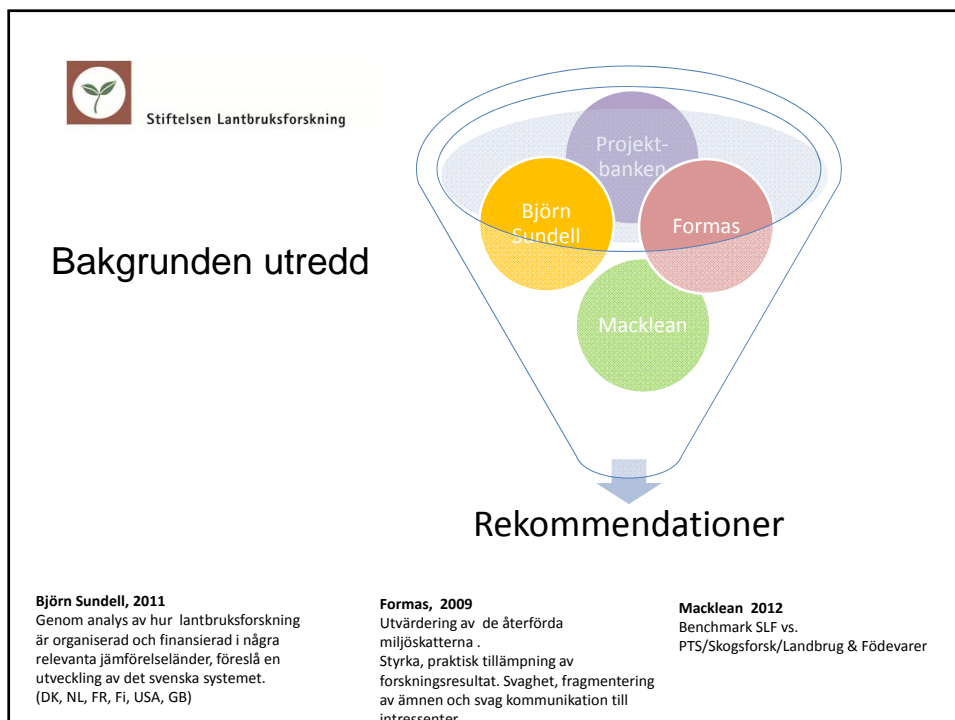 Stiftelsen Lantbruksforskning
Bakgrunden utredd
Projekt-
banken
Björn
Sundell
Formas
Macklean
Rekommendationer
Björn Sundell, 2011
Genom analys av hur lantbruksforskning
är organiserad och finansierad i några
relevanta jämförelseländer, föreslå en
utveckling av det svenska systemet.
(DK, NL, FR, Fi, USA, GB)
Formas, 2009
Utvärdering av de återförda
miljöskatterna .
Styrka, praktisk tillämpning av
forskningsresultat. Svaghet, fragmentering
av ämnen och svag kommunikation till
intressenter
Macklean 2012
Benchmark SLF vs.
PTS/Skogsforsk/Landbrug & Födevarer